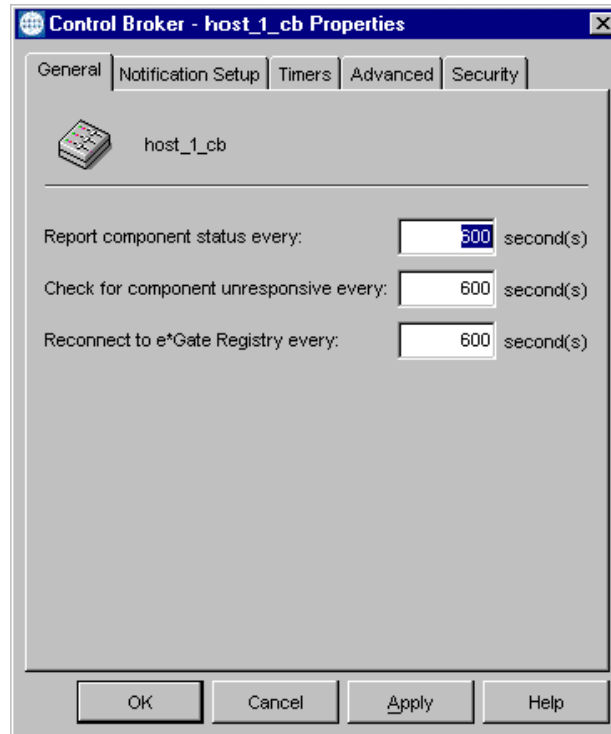 Control Broker - host_1_cb Properties
General Notification Setup Timers Advanced Security
host_1_cb
Report component status every: 600 second(s)
Check for component unresponsive every: 600 second(s)
Reconnect to e*Gate Registry every: 600 second(s)
OK Cancel Apply Help